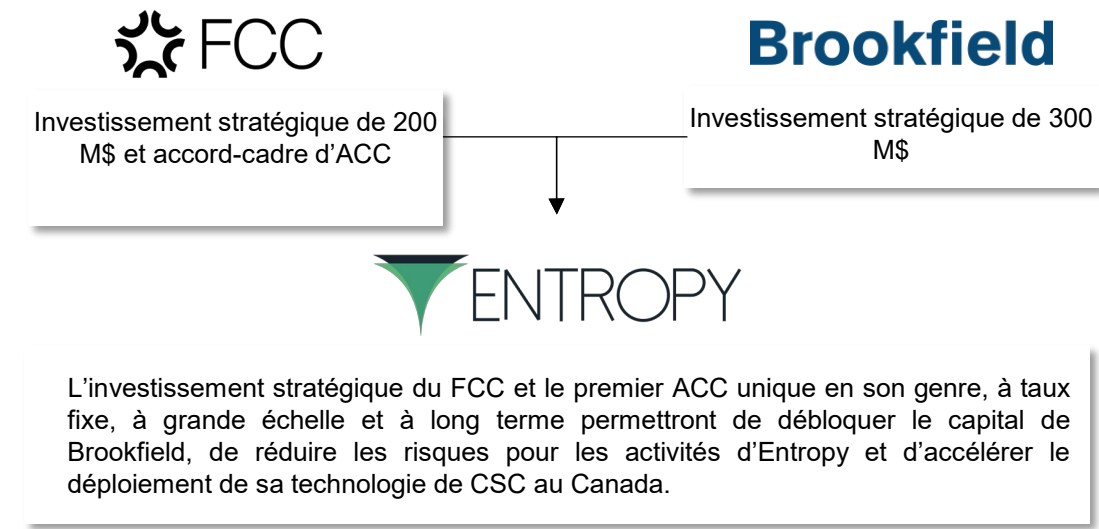 FCC
Brookfield
Investissement stratégique de 200
M$ et accord-cadre d’ACC
Investissement stratégique de 300
M$
ENTROPY
L’investissement stratégique du FCC et le premier ACC unique en son genre, à taux
fixe, à grande échelle et à long terme permettront de débloquer le capital de
Brookfield, de réduire les risques pour les activités d’Entropy et d’accélérer le
déploiement de sa technologie de CSC au Canada.